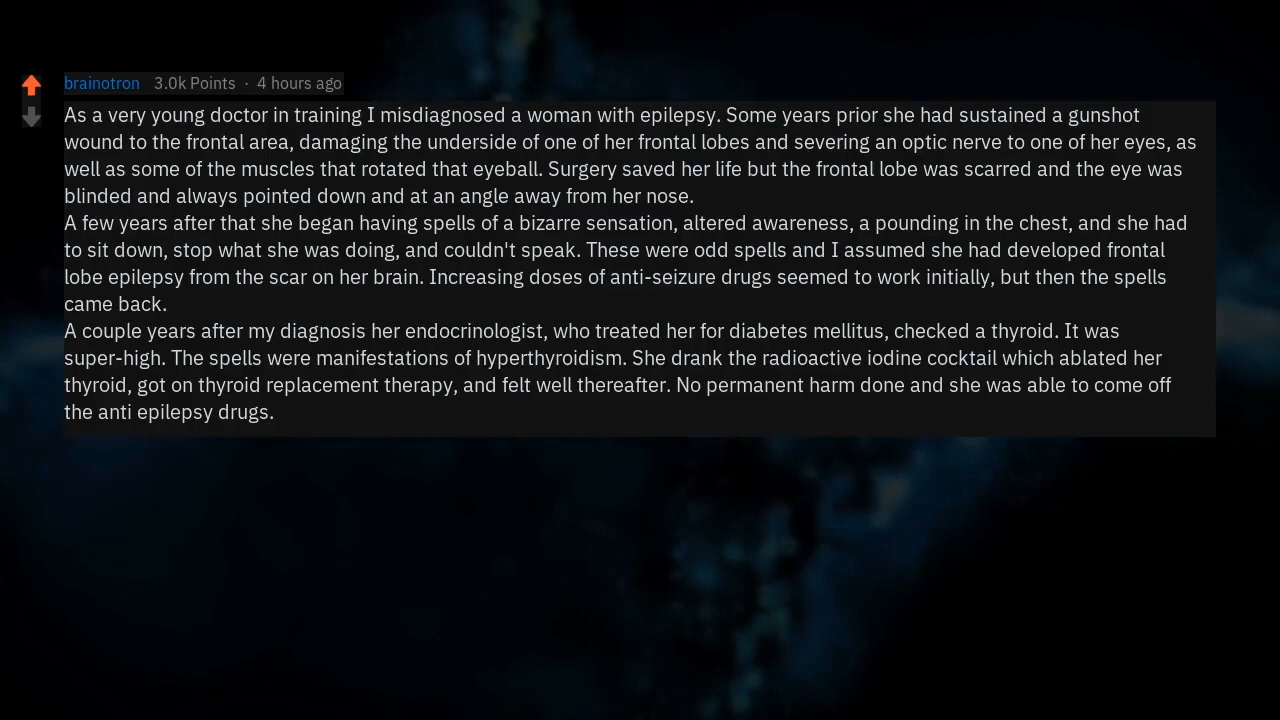 brainotron 3.0k Points · 4 hours ago
As a very young doctor in training I misdiagnosed a woman with epilepsy. Some years prior she had sustained a gunshot
wound to the frontal area, damaging the underside of one of her frontal lobes and severing an optic nerve to one of her eyes, as
well as some of the muscles that rotated that eyeball. Surgery saved her life but the frontal lobe was scarred and the eye was
blinded and always pointed down and at an angle away from her nose.
A few years after that she began having spells of a bizarre sensation, altered awareness, a pounding in the chest, and she had
to sit down, stop what she was doing, and couldn't speak. These were odd spells and I assumed she had developed frontal
lobe epilepsy from the scar on her brain. Increasing doses of anti-seizure drugs seemed to work initially, but then the spells
came back.
A couple years after my diagnosis her endocrinologist, who treated her for diabetes mellitus, checked a thyroid. It was
super-high. The spells were manifestations of hyperthyroidism. She drank the radioactive iodine cocktail which ablated her
thyroid, got on thyroid replacement therapy, and felt well thereafter. No permanent harm done and she was able to come off
the anti epilepsy drugs.